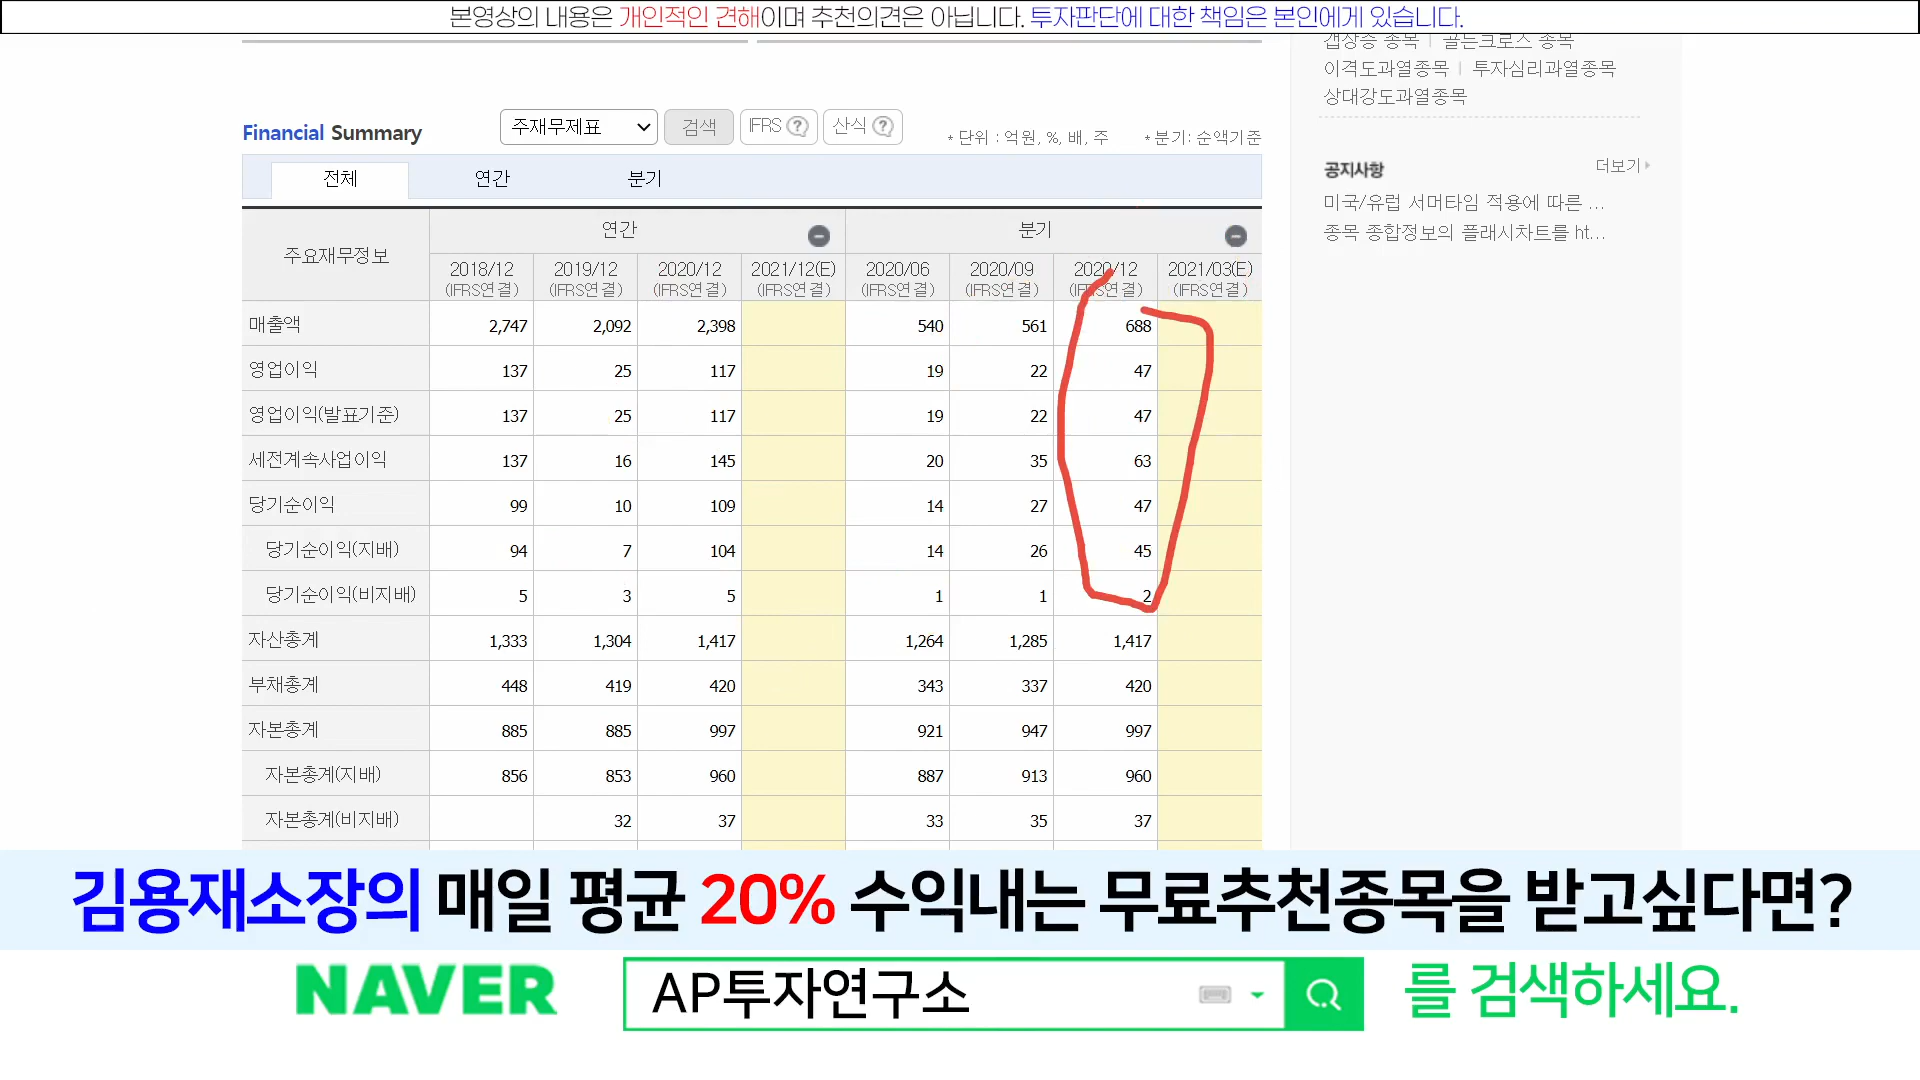 본영상의 내용은 개인적인 견해이며 추천의견은 아닙니다. 투자판단에 대한 책임은 본인에게 있습니다.
갭상승 종목 | 골든크로스 종목
이격도과열종목 | 투자심리과열종목
상대강도과열종목
Financial Summary 주재무제표 검색 IFRS ? 산식 ? * 단위 : 억원, %, 배, 주 * 분기: 순액기준
공지사항 더보기
미국/유럽 서머타임 적용에 따른 ...
종목 종합정보의 플래시차트를 ht...
전체 연간 분기
주요재무정보 연간 분기
2018/12 (IFRS연결) 2019/12 (IFRS연결) 2020/12 (IFRS연결) 2021/12(E) (IFRS연결) 2020/06 (IFRS연결) 2020/09 (IFRS연결) 2020/12 (IFRS연결) 2021/03(E) (IFRS연결)
매출액 2,747 2,092 2,398 540 561 688
영업이익 137 25 117 19 22 47
영업이익(발표기준) 137 25 117 19 22 47
세전계속사업이익 137 16 145 20 35 63
당기순이익 99 10 109 14 27 47
당기순이익(지배) 94 7 104 14 26 45
당기순이익(비지배) 5 3 5 1 1 2
자산총계 1,333 1,304 1,417 1,264 1,285 1,417
부채총계 448 419 420 343 337 420
자본총계 885 885 997 921 947 997
자본총계(지배) 856 853 960 887 913 960
자본총계(비지배) 32 37 33 35 37
김용재소장의 매일 평균 20% 수익내는 무료추천종목을 받고싶다면?
NAVER AP투자연구소 를 검색하세요.